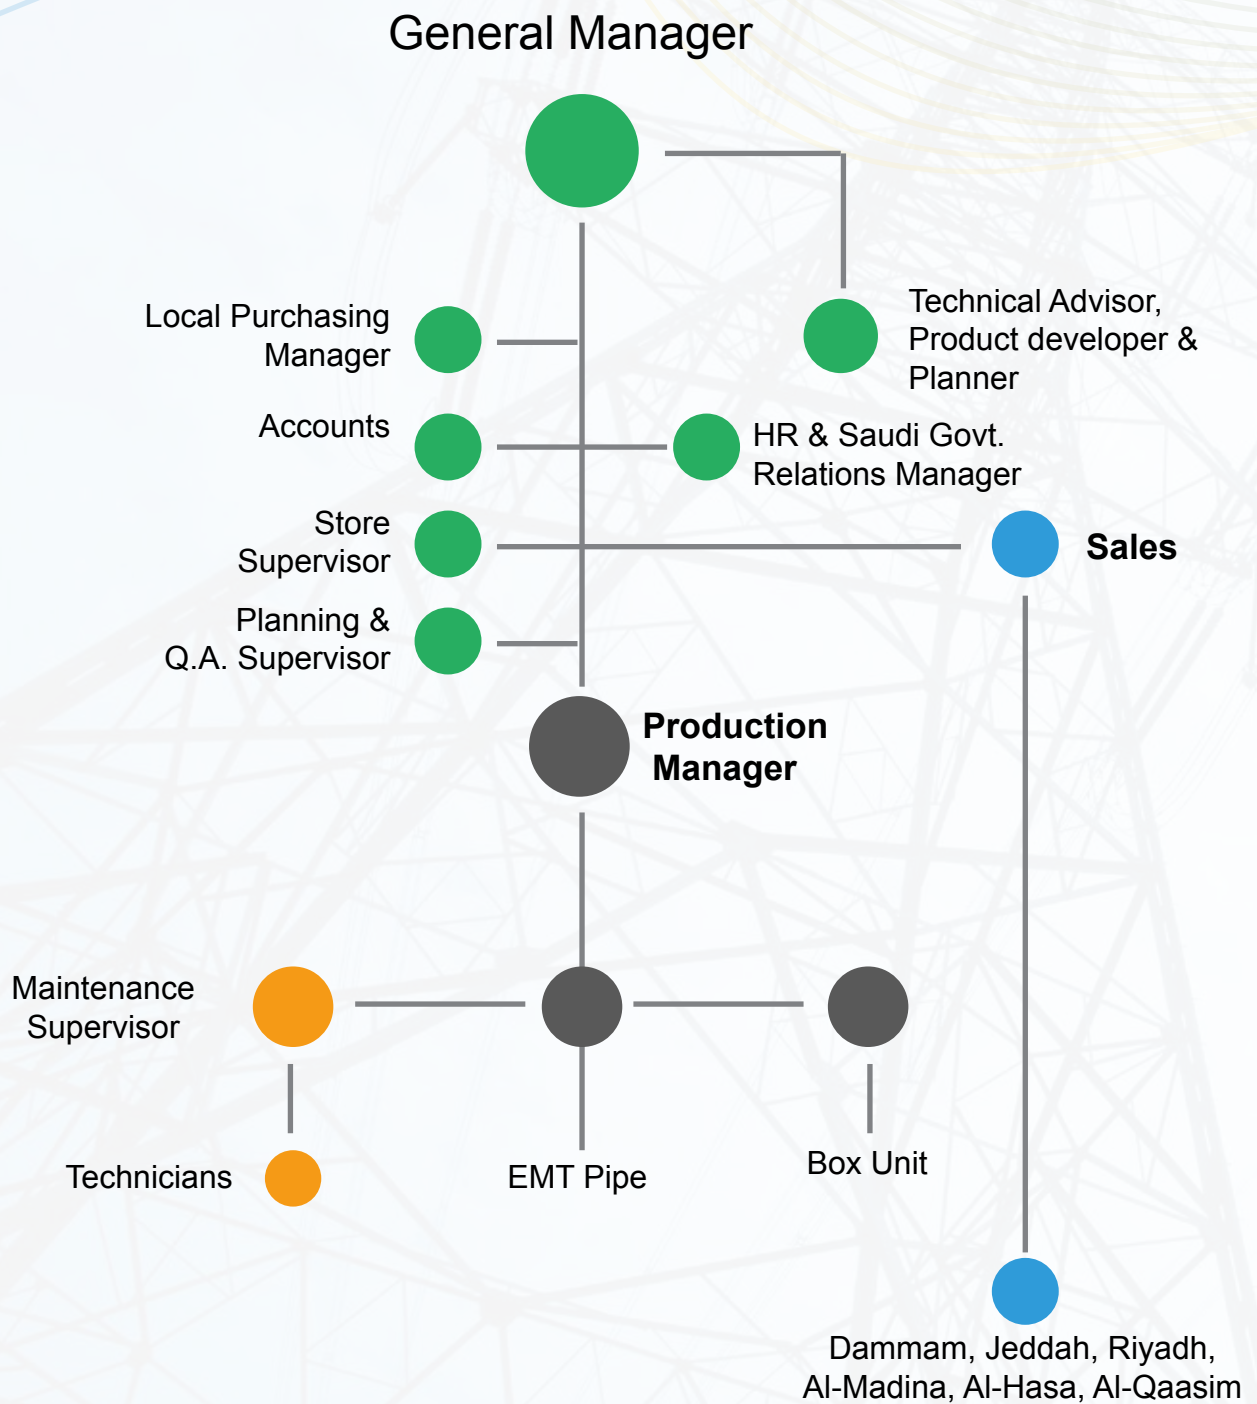 General Manager
Local Purchasing
Manager
Technical Advisor,
Product developer &
Planner
Accounts
HR & Saudi Govt.
Relations Manager
Store
Supervisor
Sales
Planning &
Q.A. Supervisor
Production
Manager
Maintenance
Supervisor
Technicians
EMT Pipe
Box Unit
Dammam, Jeddah, Riyadh,
Al-Madina, Al-Hasa, Al-Qaasim